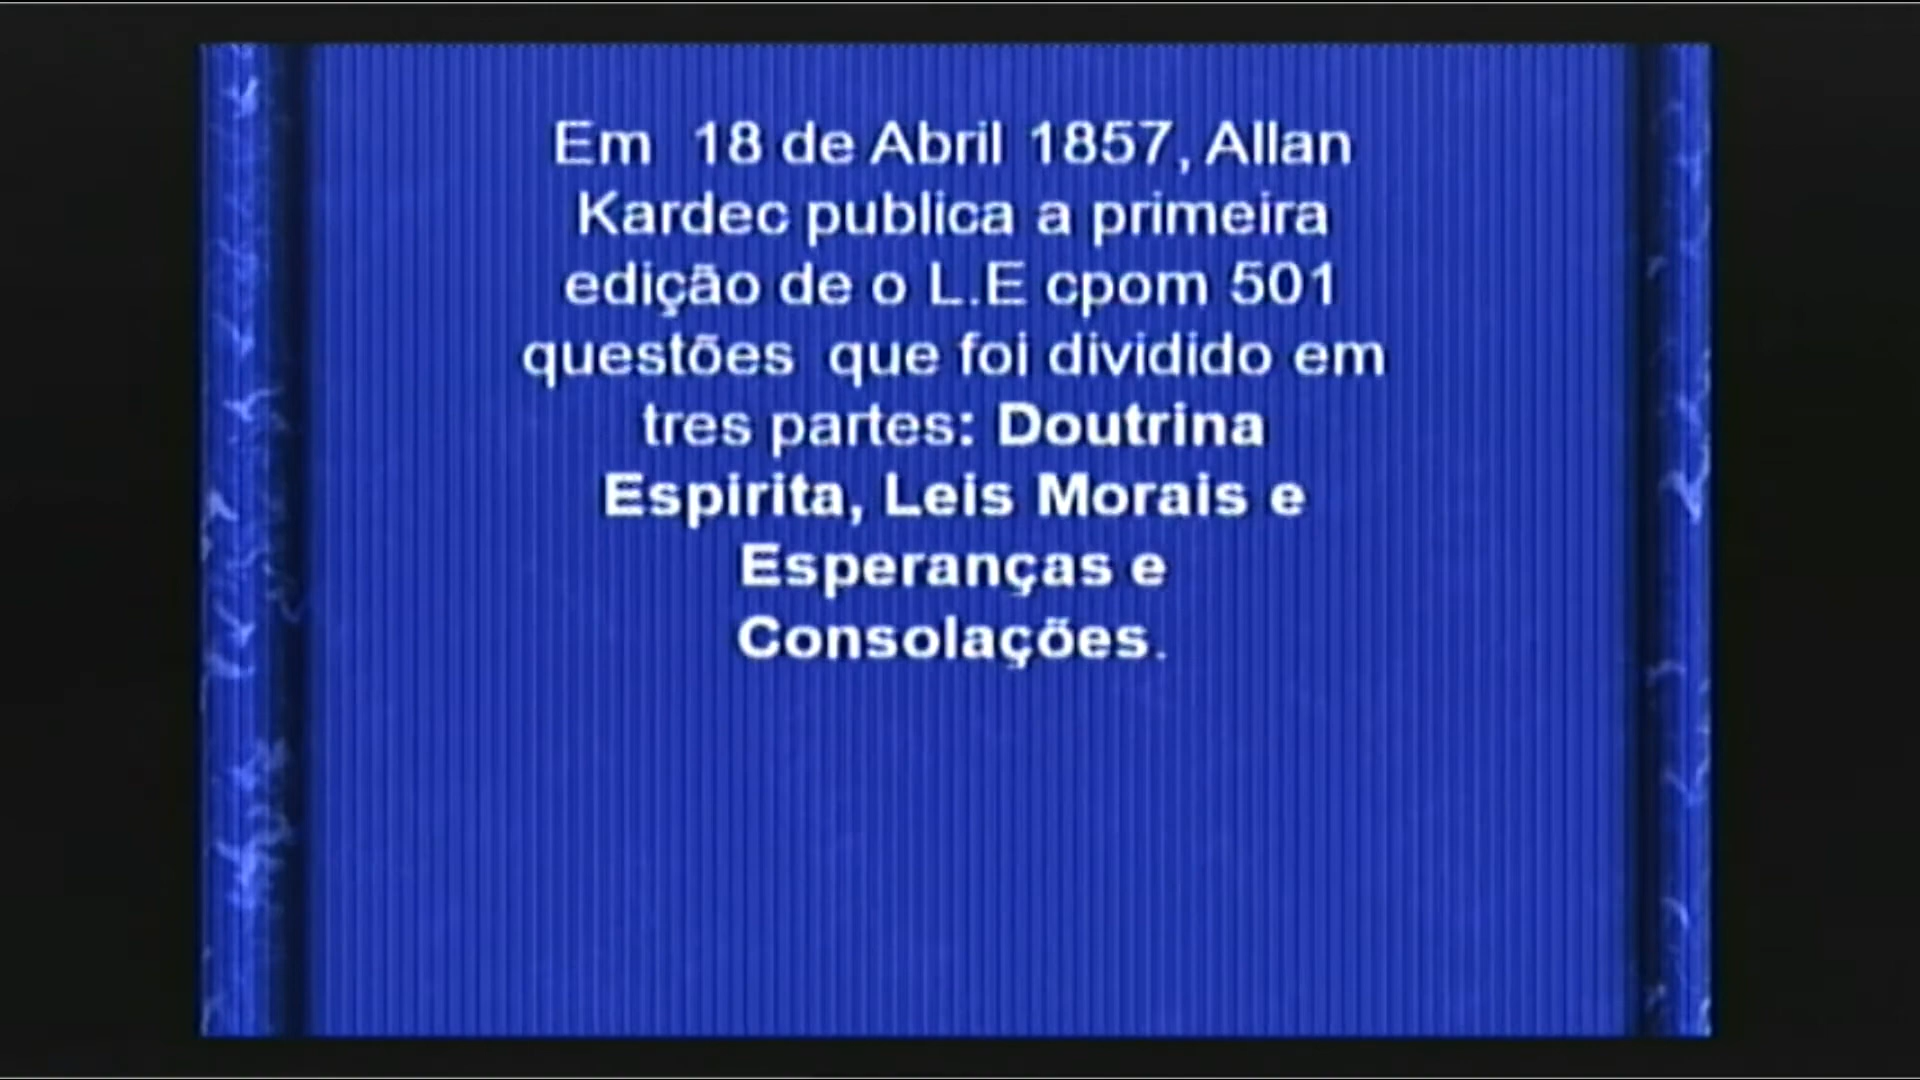 Em 18 de Abril 1857, Allan
Kardec publica a primeira
edição de o L.E cpom 501
questões que foi dividido em
tres partes: Doutrina
Espirita, Leis Morais e
Esperanças e
Consolações.